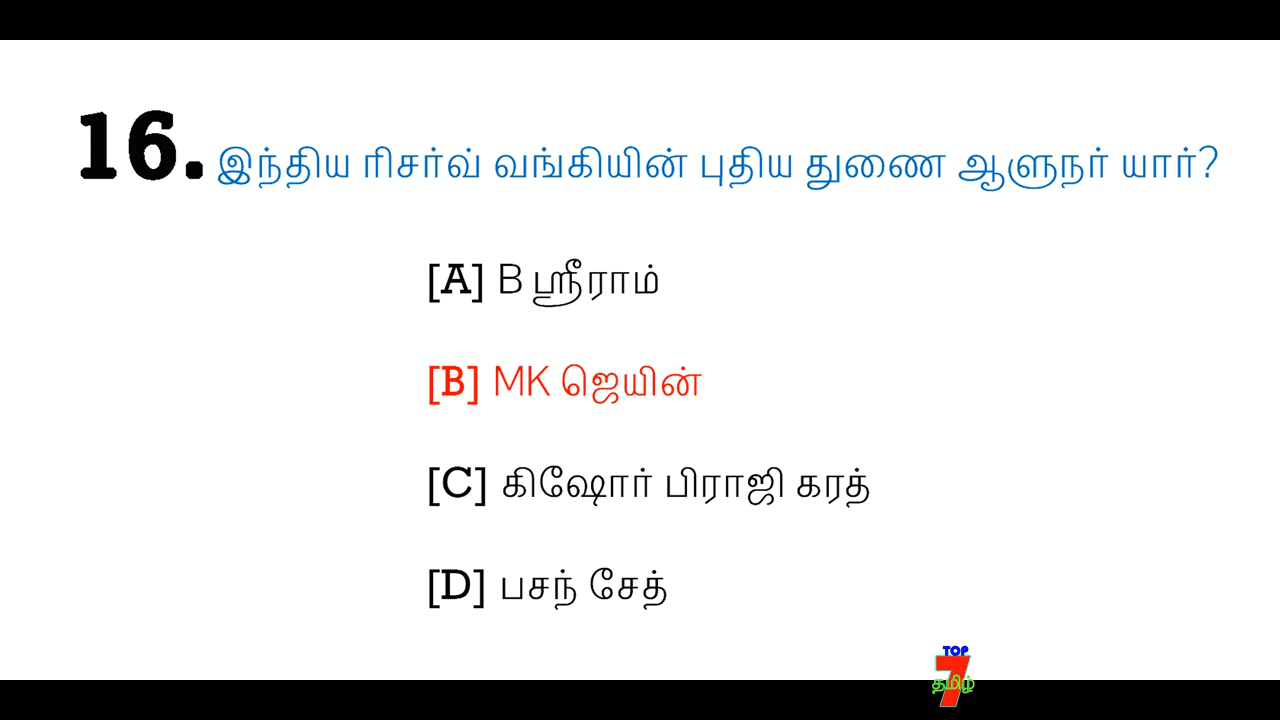 16. இந்திய ரிசர்வ் வங்கியின் புதிய துணை ஆளுநர் யார்?
[A] B ஸ்ரீராம்
[B] MK ஜெயின்
[C] கிஷோர் பிராஜி கரத்
[D] பசந் சேத்
TOP
7
தமிழ்